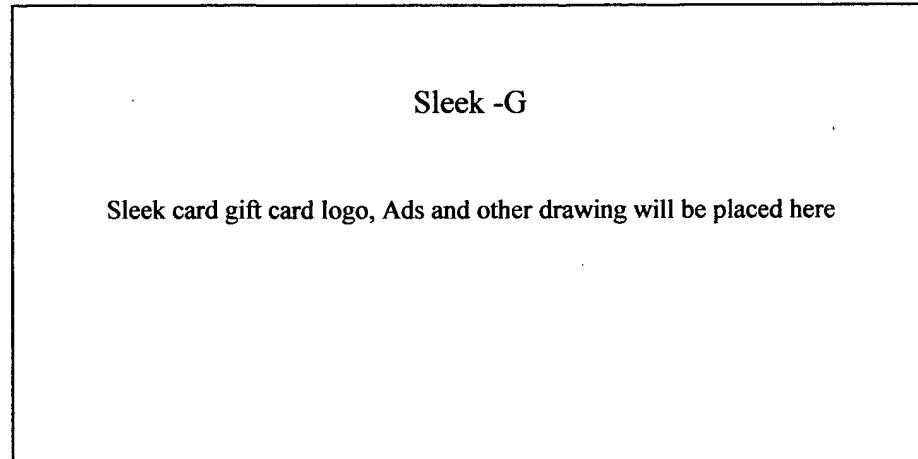 Sleek -G
Sleek card gift card logo, Ads and other drawing will be placed here